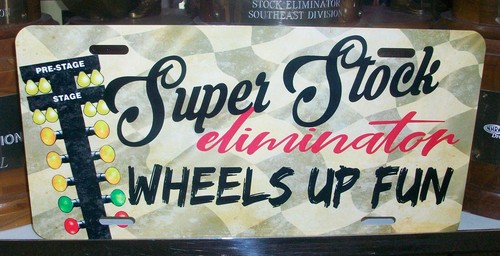 STOCK ELIMINATOR
SOUTHEAST DIVISION
PRE-STAGE
STAGE
Super Stock
eliminator
WHEELS UP FUN